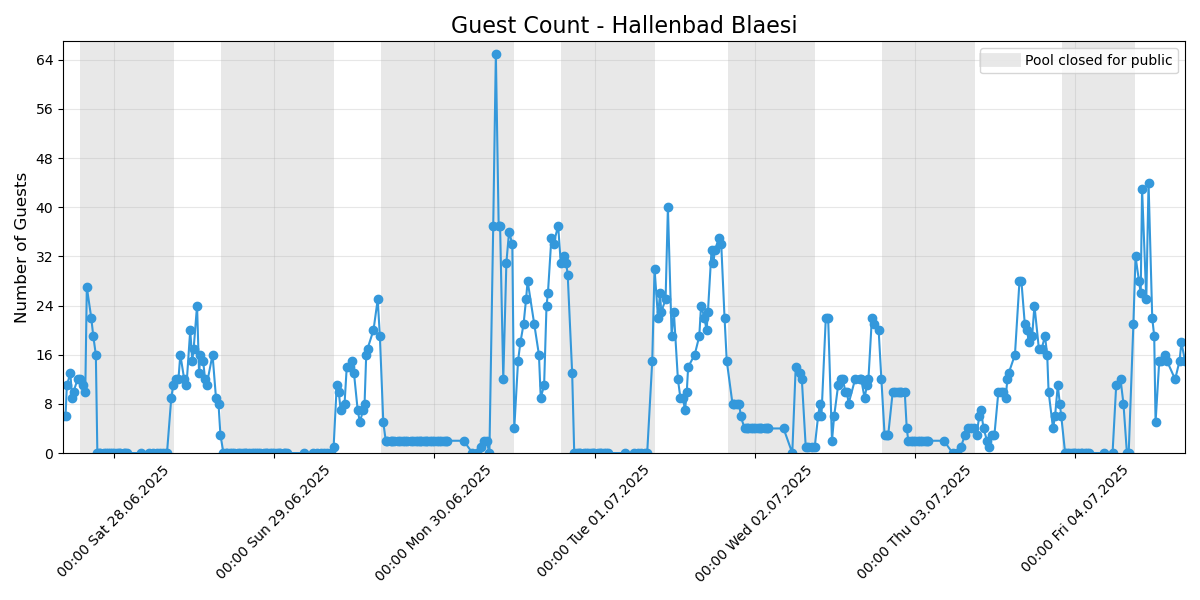 Guest Count - Hallenbad Blaesi
Pool closed for public
Number of Guests
64
56
48
40
32
24
16
8
0
00:00 Sat 28.06.2025
00:00 Sun 29.06.2025
00:00 Mon 30.06.2025
00:00 Tue 01.07.2025
00:00 Wed 02.07.2025
00:00 Thu 03.07.2025
00:00 Fri 04.07.2025